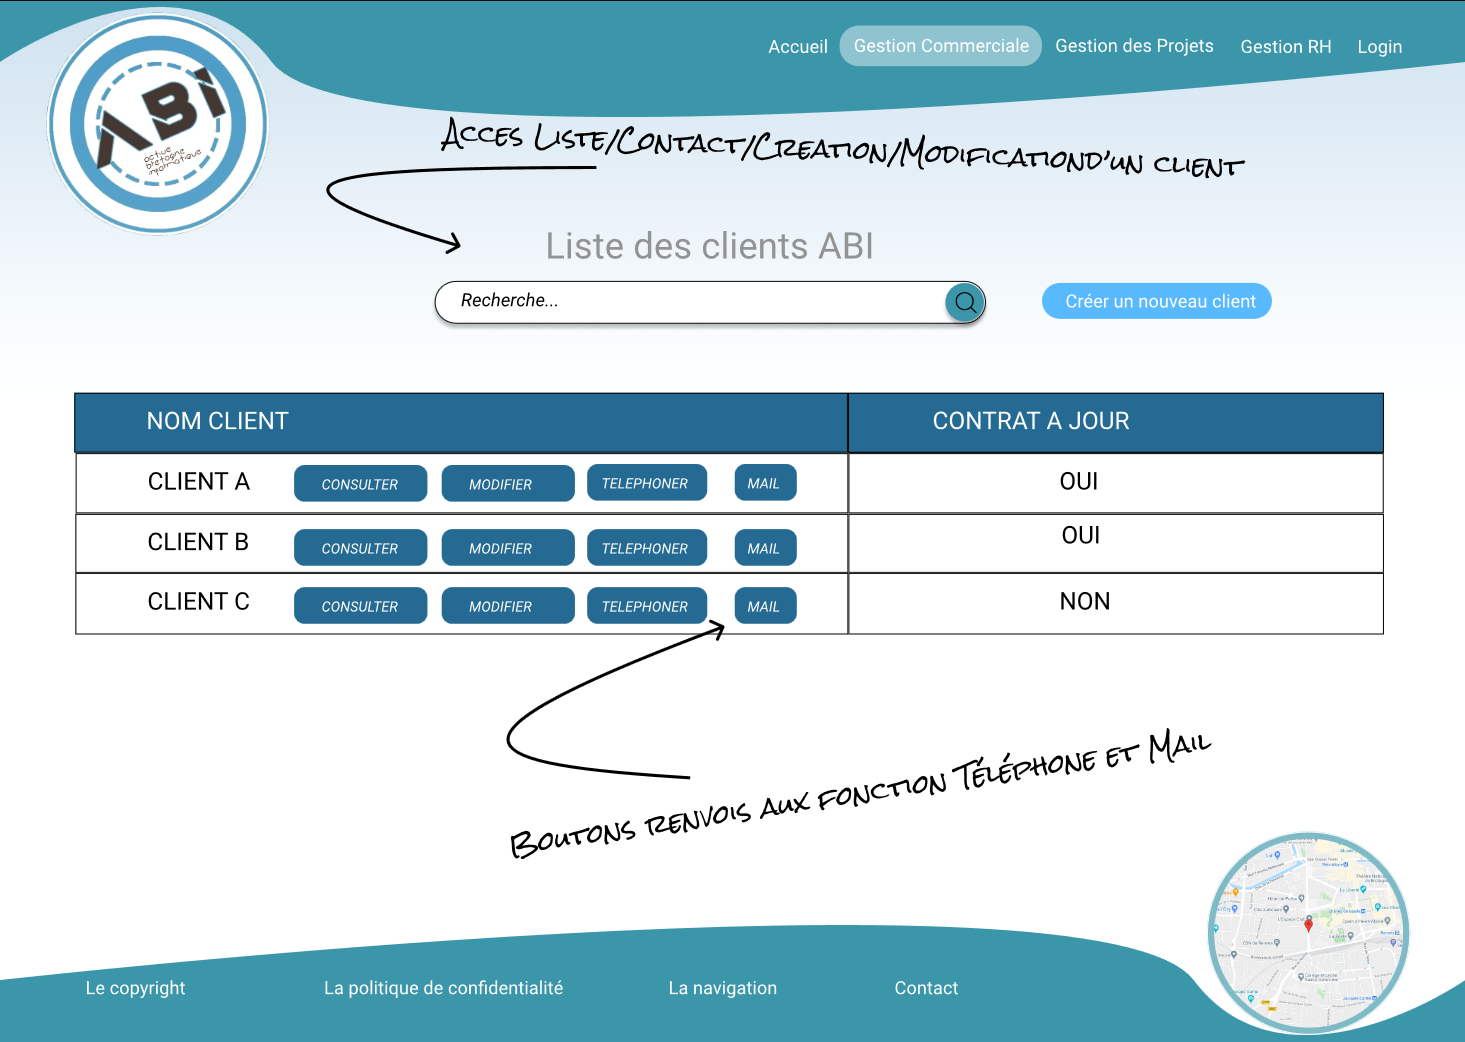 Accueil Gestion Commerciale Gestion des Projets Gestion RH Login
ABI
active
bretagne
informatique
Acces Liste/Contact/Creation/Modificationd'un client
Liste des clients ABI
Recherche...
Créer un nouveau client
NOM CLIENT CONTRAT A JOUR
CLIENT A CONSULTER MODIFIER TELEPHONER MAIL OUI
CLIENT B CONSULTER MODIFIER TELEPHONER MAIL OUI
CLIENT C CONSULTER MODIFIER TELEPHONER MAIL NON
Boutons renvois aux fonction Téléphone et Mail
Le copyright La politique de confidentialité La navigation Contact